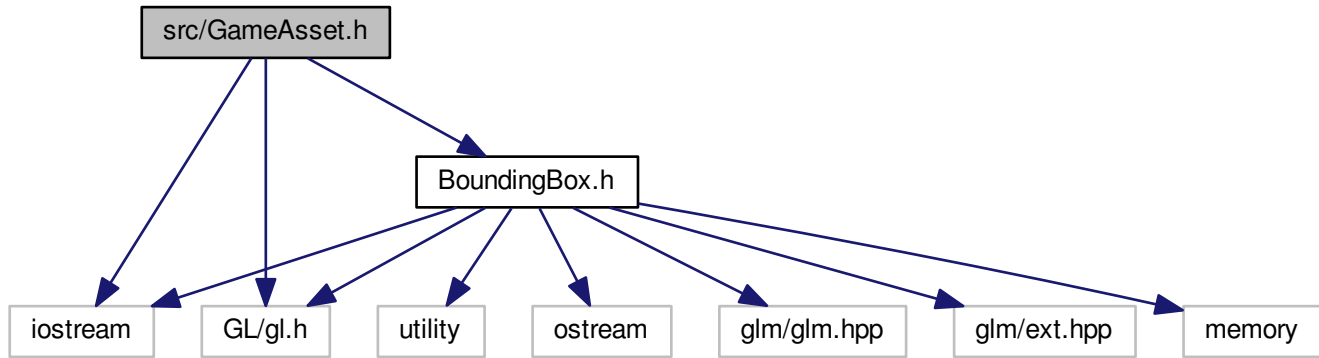 src/GameAsset.h
BoundingBox.h
iostream
GL/gl.h
utility
ostream
glm/glm.hpp
glm/ext.hpp
memory